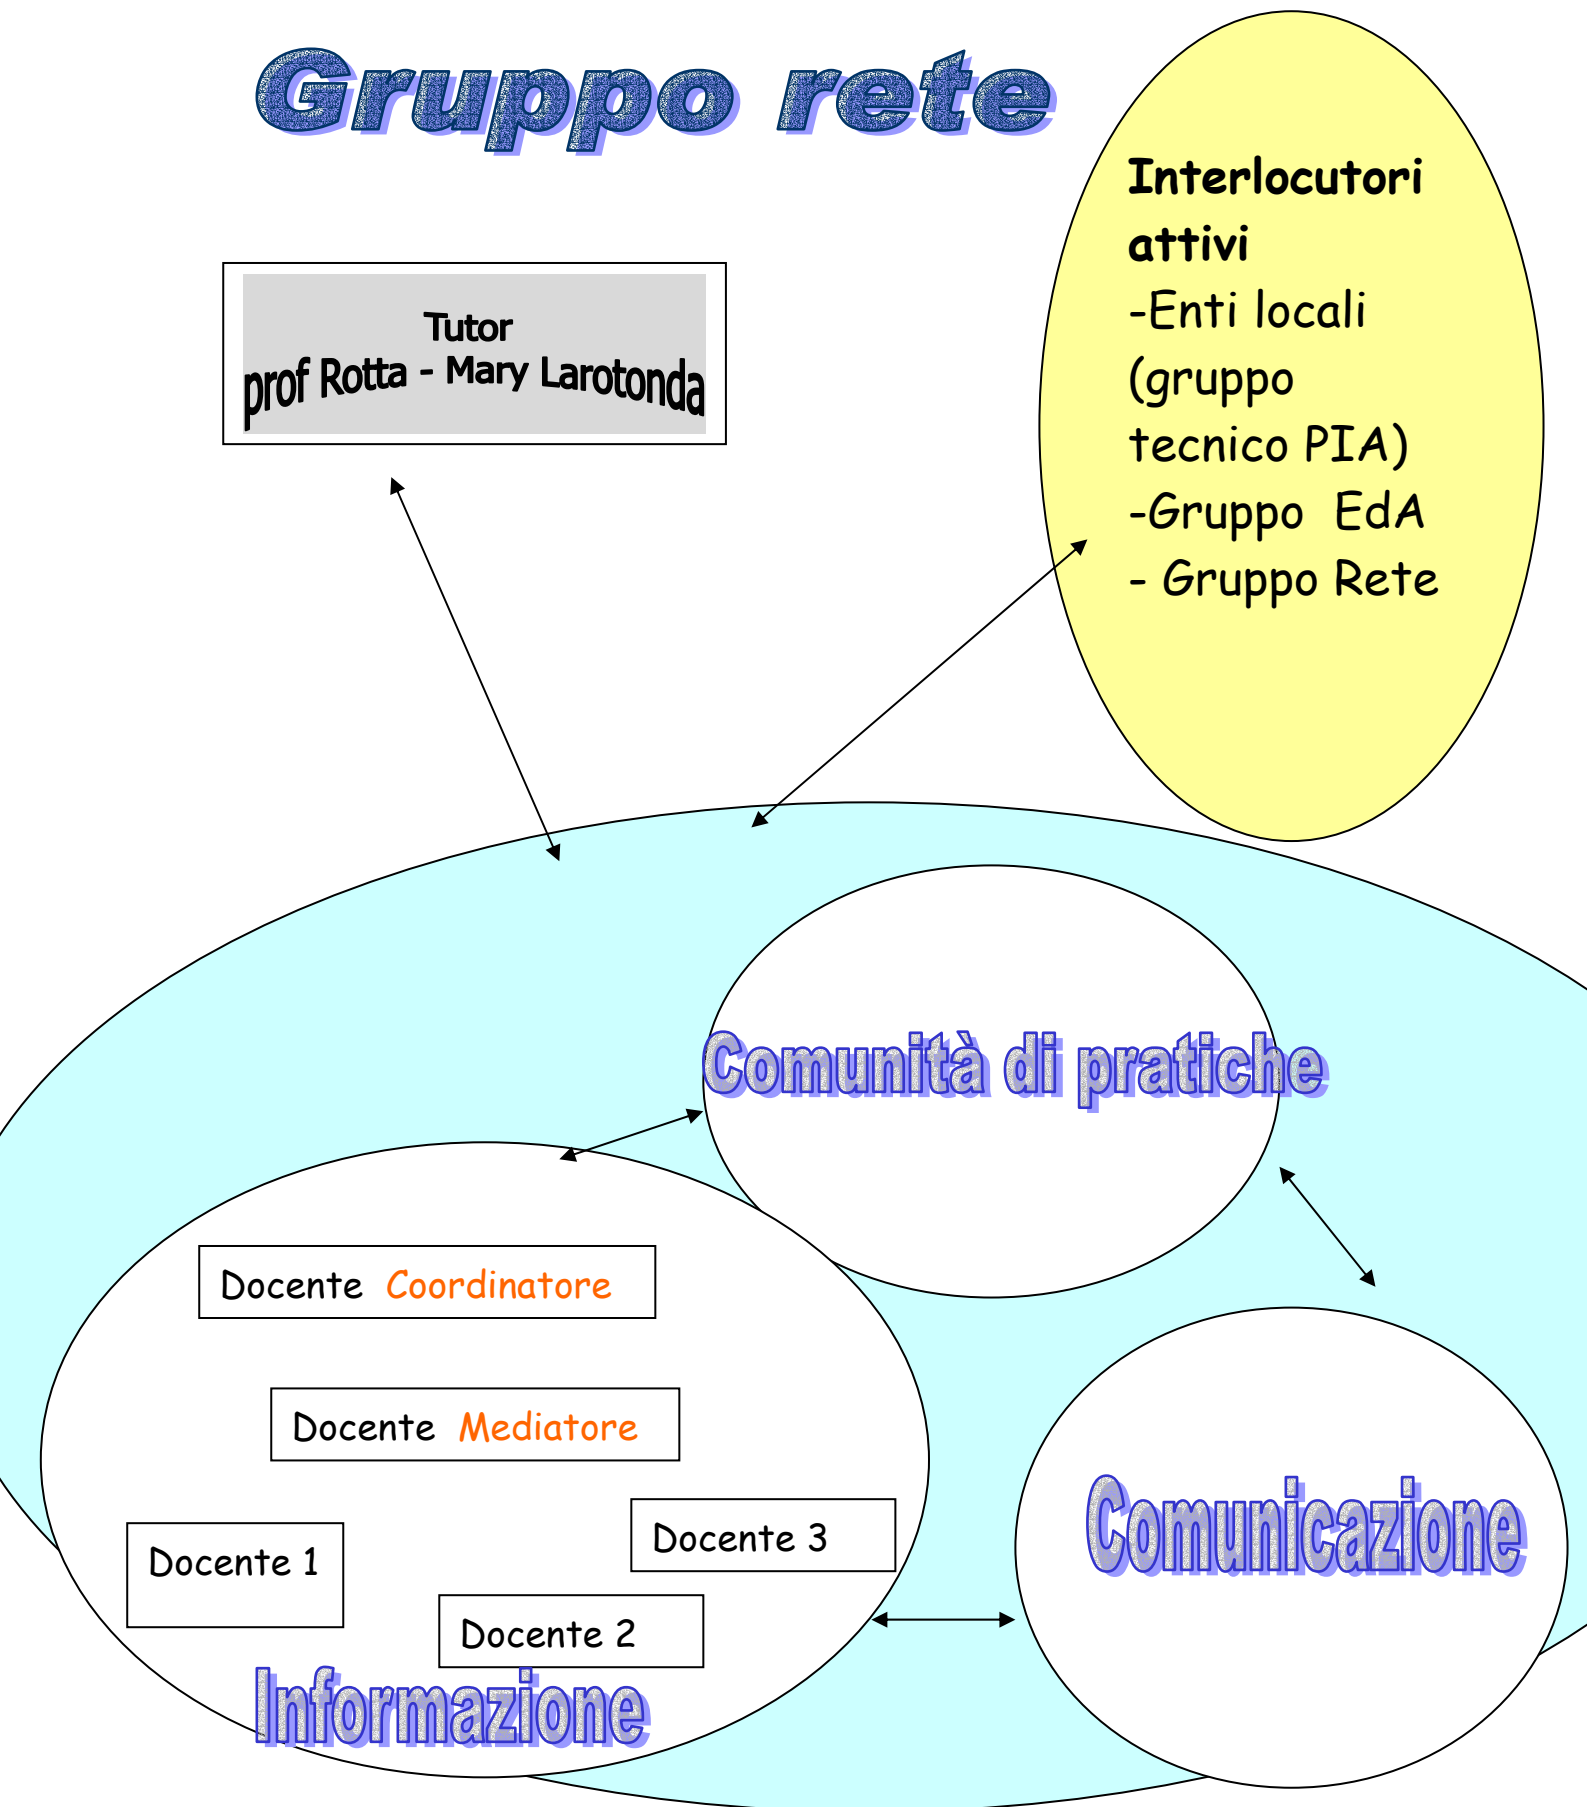 Gruppo rete
Interlocutori
attivi
-Enti locali
(gruppo
tecnico PIA)
-Gruppo EdA
- Gruppo Rete
Tutor
prof Rotta - Mary Larotonda
Comunità di pratiche
Docente Coordinatore
Docente Mediatore
Docente 3
Docente 1
Docente 2
Informazione
Comunicazione